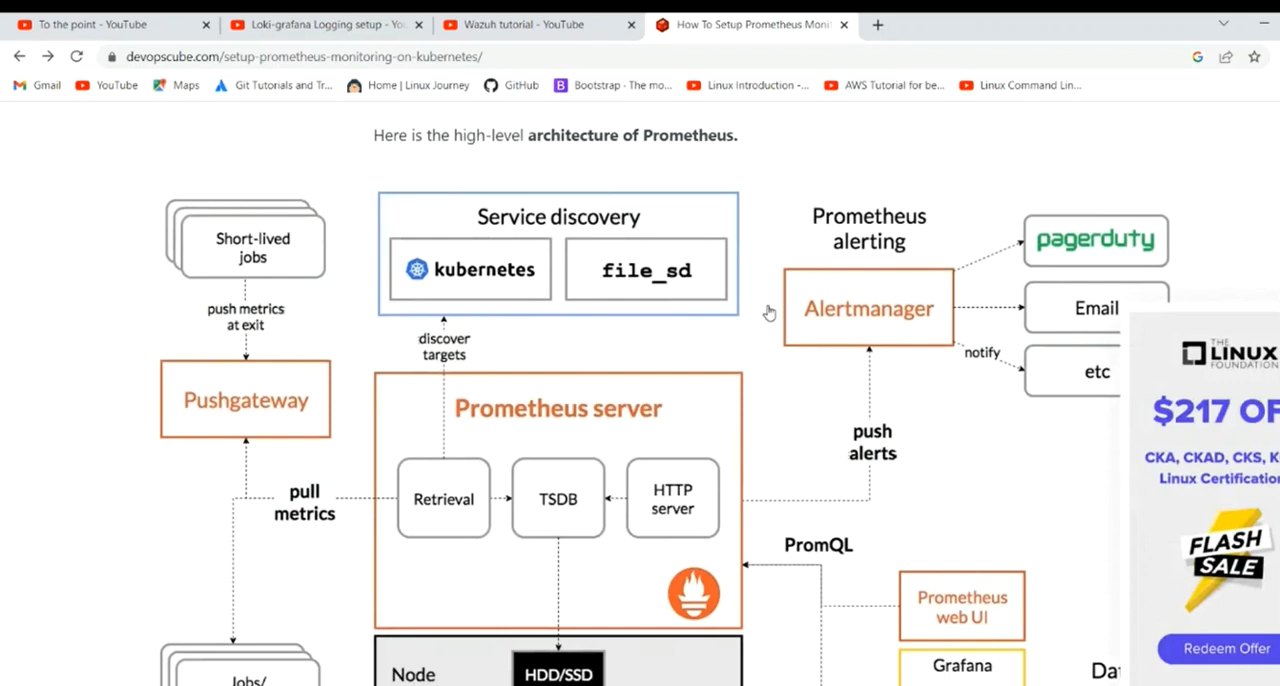 To the point - YouTube
Loki-grafana Logging setup - You
Wazuh tutorial - YouTube
How To Setup Prometheus Moni
devopscube.com/setup-prometheus-monitoring-on-kubernetes/
Gmail
YouTube
Maps
Git Tutorials and Tr...
Home | Linux Journey
GitHub
Bootstrap · The mo...
Linux Introduction -...
AWS Tutorial for be...
Linux Command Lin...
Here is the high-level architecture of Prometheus.
Short-lived
jobs
push metrics
at exit
Pushgateway
Service discovery
kubernetes
file_sd
discover
targets
Prometheus
alerting
Alertmanager
pagerduty
Email
notify
etc
Prometheus server
Retrieval
TSDB
HTTP
server
pull
metrics
push
alerts
PromQL
Prometheus
web UI
Grafana
Node
HDD/SSD
Jobs/
Da
THE
LINUX
FOUNDATION
$217 OF
CKA, CKAD, CKS, K
Linux Certification
FLASH
SALE
Redeem Offer